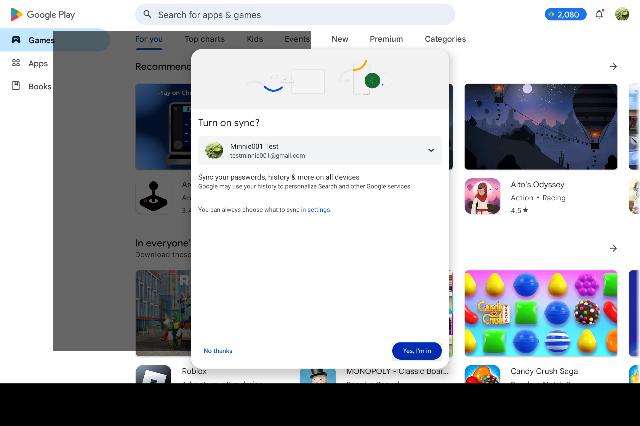 Google Play
Search for apps & games
2,080
Games
For you
Top charts
Kids
Events
New
Premium
Categories
Apps
Books
Recommen
Turn on sync?
Minnie001 Test
testminnie001@gmail.com
Sync your passwords, history & more on all devices
Google may use your history to personalize Search and other Google services
You can always choose what to sync in settings.
Alto's Odyssey
Action • Racing
4.5★
In everyone'
Download these
Candy Crush Saga
No thanks
Yes, I'm in
Roblox
MONOPOLY - Classic Boar...
Candy Crush Saga